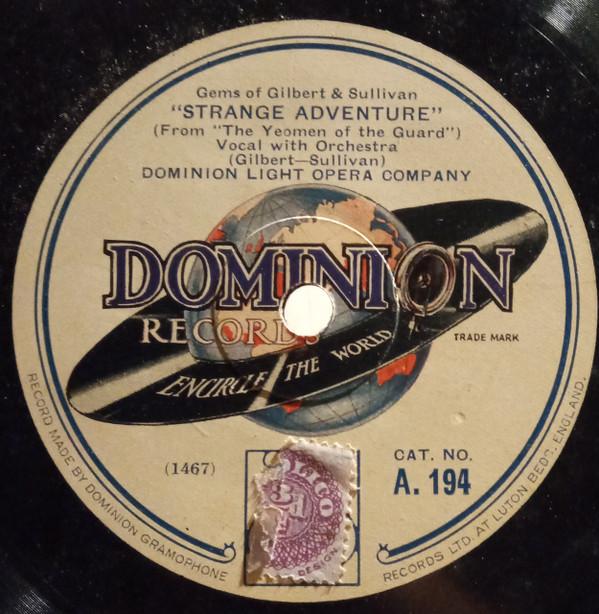 Gems of Gilbert & Sullivan
"STRANGE ADVENTURE"
(From "The Yeomen of the Guard")
Vocal with Orchestra
(Gilbert—Sullivan)
DOMINION LIGHT OPERA COMPANY
DOMINION
RECORDS
TRADE MARK
ENCIRCLE THE WORLD
(1467)
CAT. NO.
A. 194
DESIGN
RECORD MADE BY DOMINION GRAMOPHONE
RECORDS LTD. AT LUTON BEDS. ENGLAND.